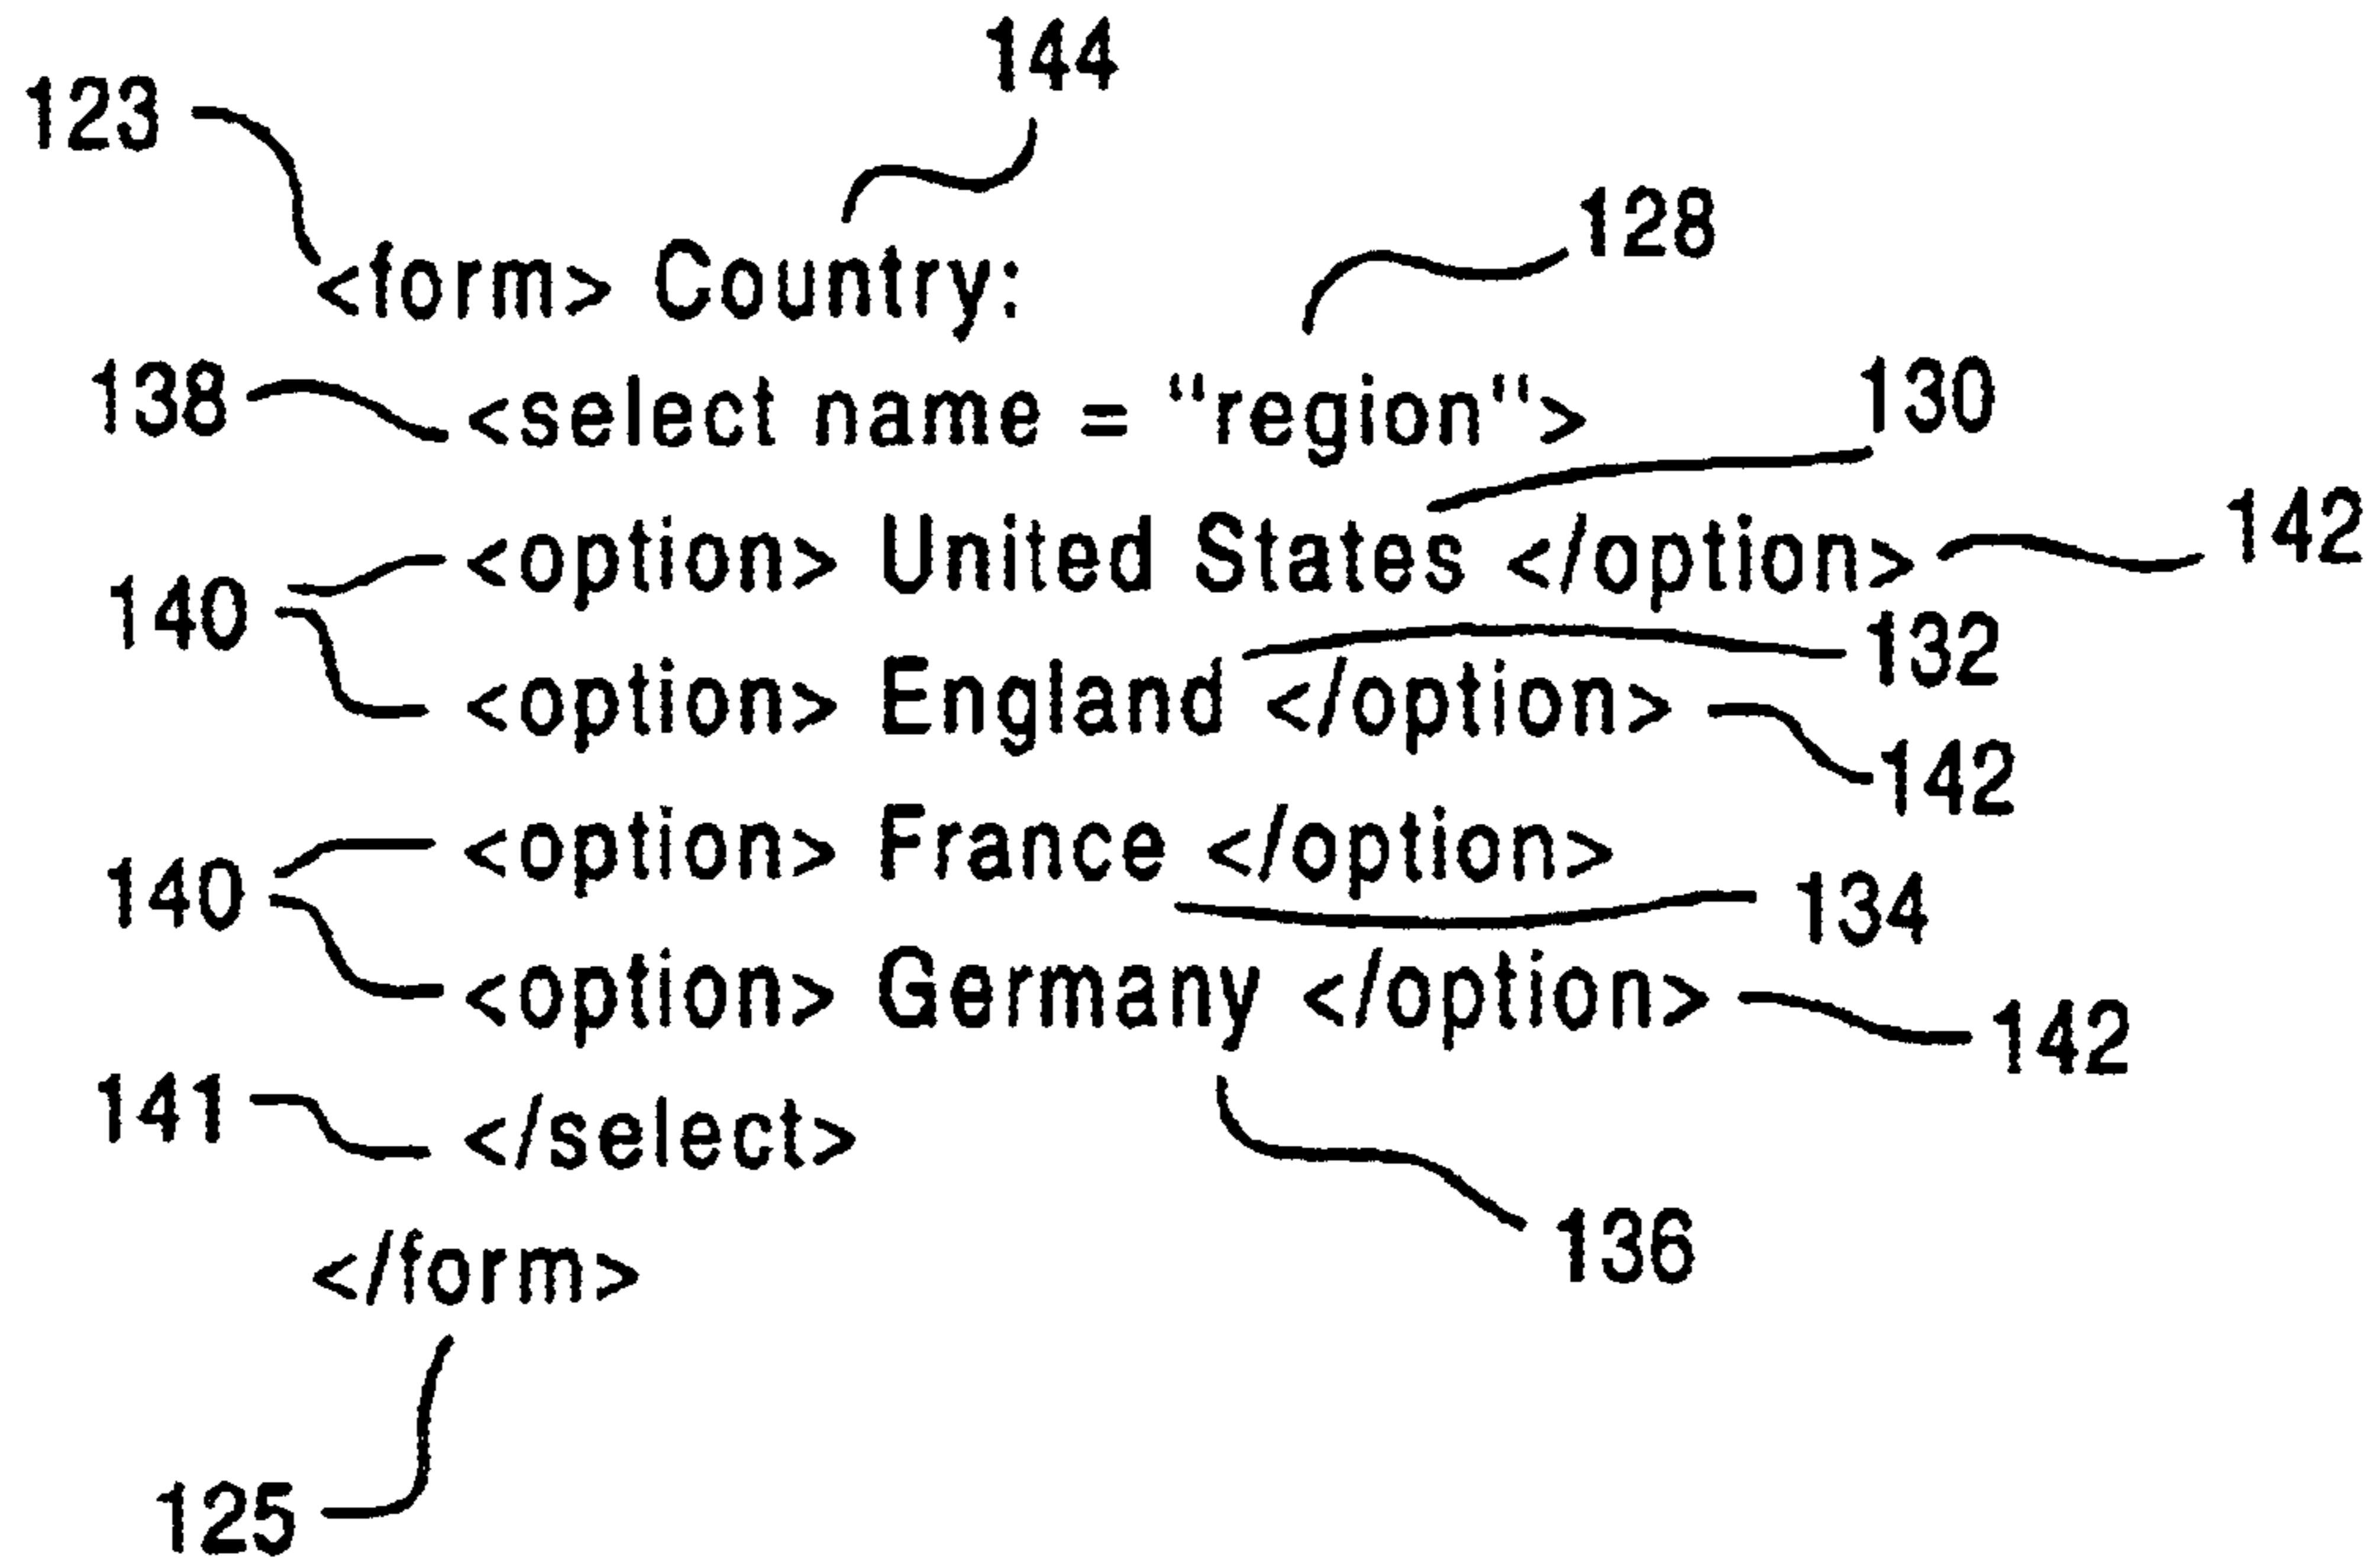 144
123
128
<form> Country:
138 <select name = "region"> 130
<option> United States </option> 142
140 132
<option> England </option>
142
<option> France </option>
140 134
<option> Germany </option> 142
141 </select>
136
</form>
125